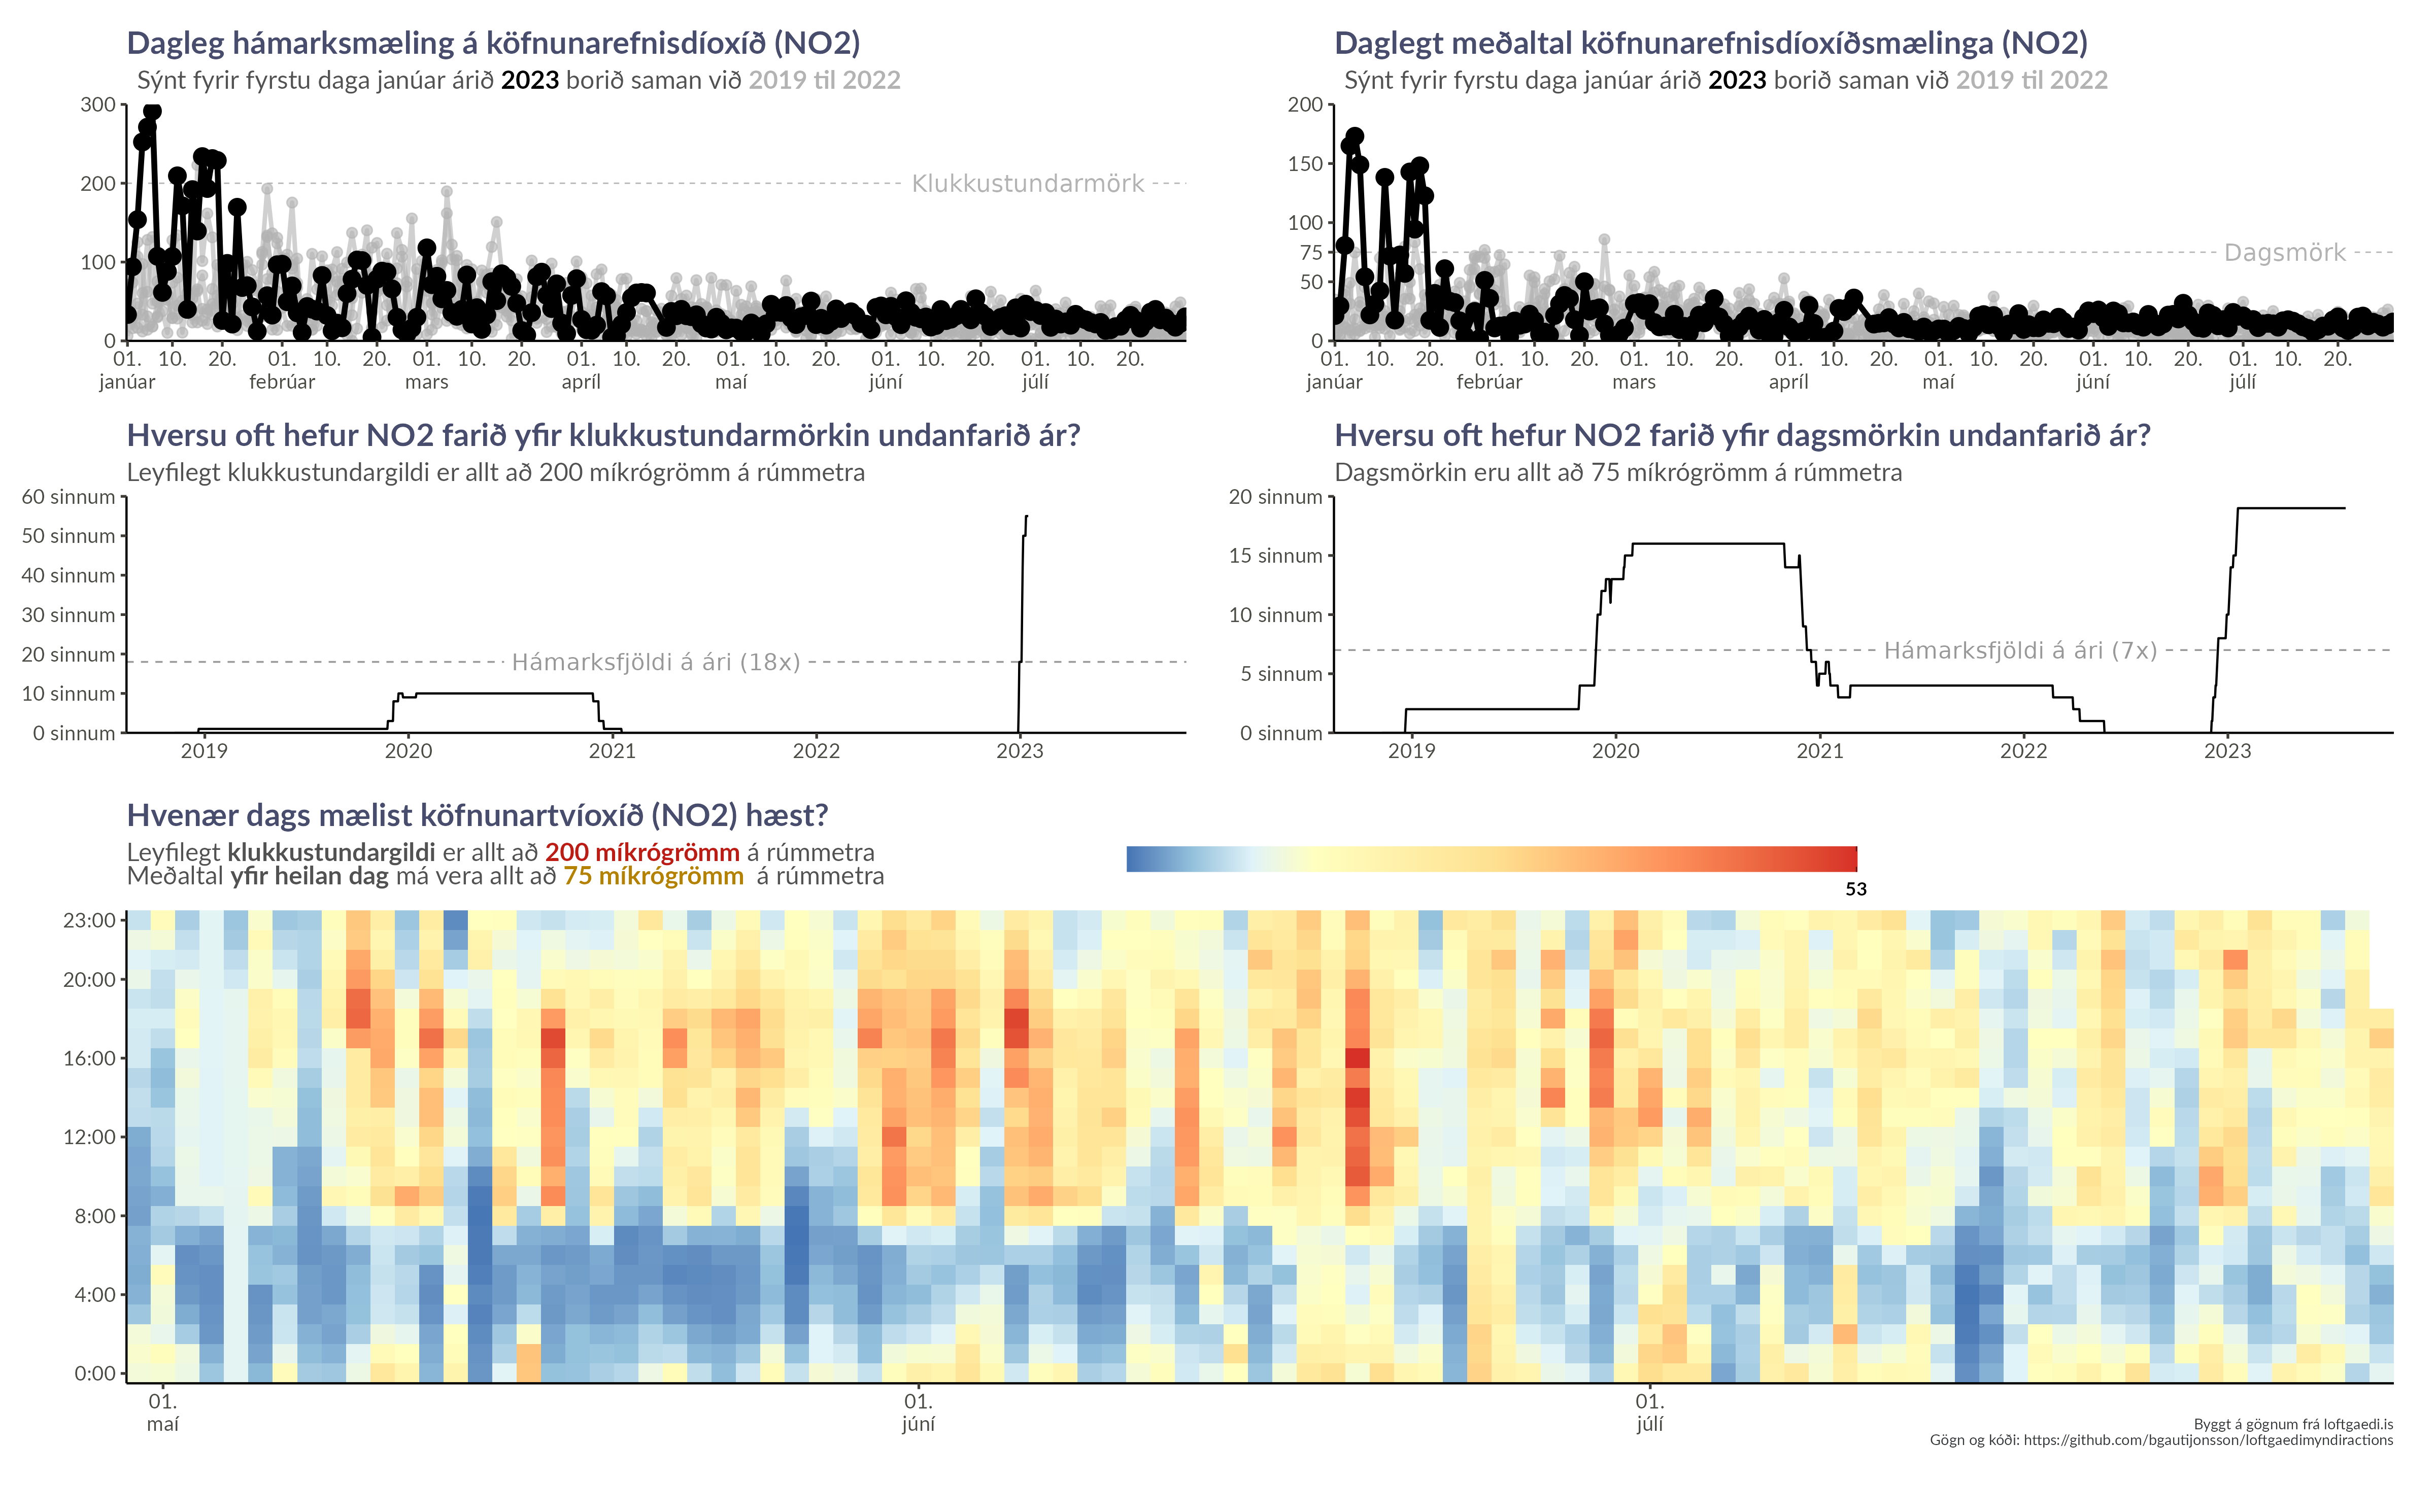 Dagleg hámarksmæling á köfnunarefnisdíoxíð (NO2)
Sýnt fyrir fyrstu daga janúar árið 2023 borið saman við 2019 til 2022
300
200
100
0
Klukkustundarmörk
01. 10. 20. 01. 10. 20. 01. 10. 20. 01. 10. 20. 01. 10. 20. 01. 10. 20. 01. 10. 20.
janúar febrúar mars apríl maí júní júlí
Daglegt meðaltal köfnunarefnisdíoxíðsmælinga (NO2)
Sýnt fyrir fyrstu daga janúar árið 2023 borið saman við 2019 til 2022
200
150
100
75
50
0
Dagsmörk
01. 10. 20. 01. 10. 20. 01. 10. 20. 01. 10. 20. 01. 10. 20. 01. 10. 20. 01. 10. 20.
janúar febrúar mars apríl maí júní júlí
Hversu oft hefur NO2 farið yfir klukkustundarmörkin undanfarið ár?
Leyfilegt klukkustundargildi er allt að 200 míkrógrömm á rúmmetra
60 sinnum
50 sinnum
40 sinnum
30 sinnum
20 sinnum
10 sinnum
0 sinnum
Hámarksfjöldi á ári (18x)
2019 2020 2021 2022 2023
Hversu oft hefur NO2 farið yfir dagsmörkin undanfarið ár?
Dagsmörkin eru allt að 75 míkrógrömm á rúmmetra
20 sinnum
15 sinnum
10 sinnum
5 sinnum
0 sinnum
Hámarksfjöldi á ári (7x)
2019 2020 2021 2022 2023
Hvenær dags mælist köfnunartvíoxíð (NO2) hæst?
Leyfilegt klukkustundargildi er allt að 200 míkrógrömm á rúmmetra
Meðaltal yfir heilan dag má vera allt að 75 míkrógrömm á rúmmetra
53
23:00
20:00
16:00
12:00
8:00
4:00
0:00
01. 01. 01.
maí júní júlí
Byggt á gögnum frá loftgaedi.is
Gögn og kóði: https://github.com/bgautijonsson/loftgaedimyndiractions